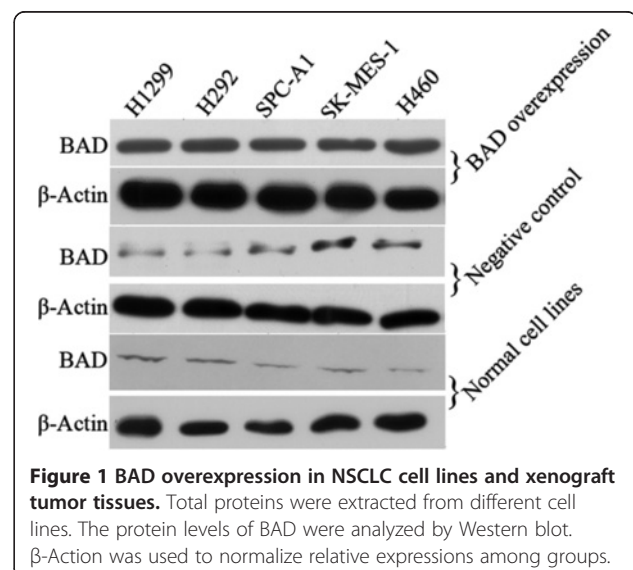 H1299 H292 SPC-A1 SK-MES-1 H460
BAD
β-Actin
} BAD overexpression
BAD
β-Actin
} Negative control
BAD
β-Actin
} Normal cell lines
Figure 1 BAD overexpression in NSCLC cell lines and xenograft
tumor tissues. Total proteins were extracted from different cell
lines. The protein levels of BAD were analyzed by Western blot.
β-Action was used to normalize relative expressions among groups.